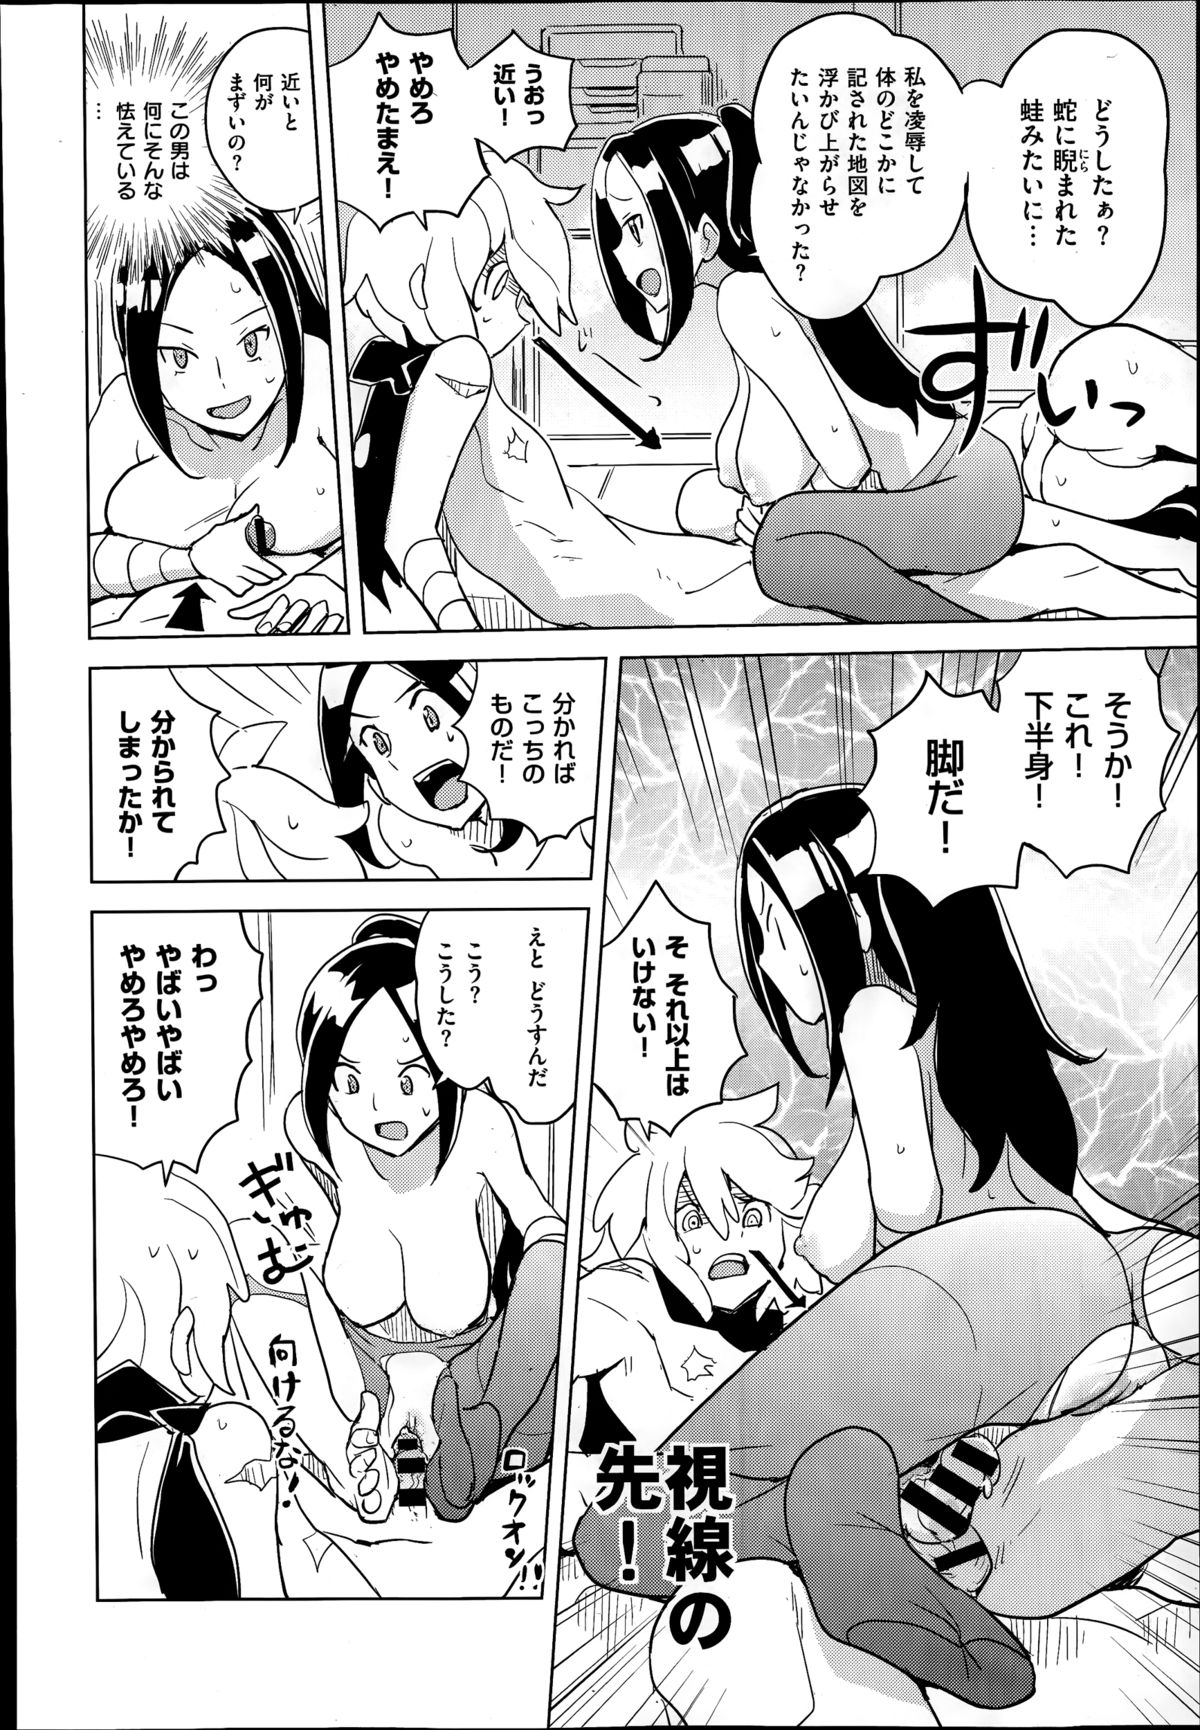 どうしたぁ？
蛇に睨まれた
にら
蛙みたいに…
私を凌辱して
体のどこかに
記された地図を
浮かび上がらせ
たいんじゃなかった？
ずいっ
うおっ
近い！
やめろ
やめたまえ！
近いと
何が
まずいの？
この男は
何にそんな
怯えている
…
そうか！
これ！
下半身！
脚だ！
そ それ以上は
いけない！
視線の
先！
分かれば
こっちの
ものだ！
分かられて
しまったか！
えと どうすんだ
こう？
こうした？
わっ
やばいやばい
やめろやめろ！
ぎゅむ
向けるな！
ロックオン!!